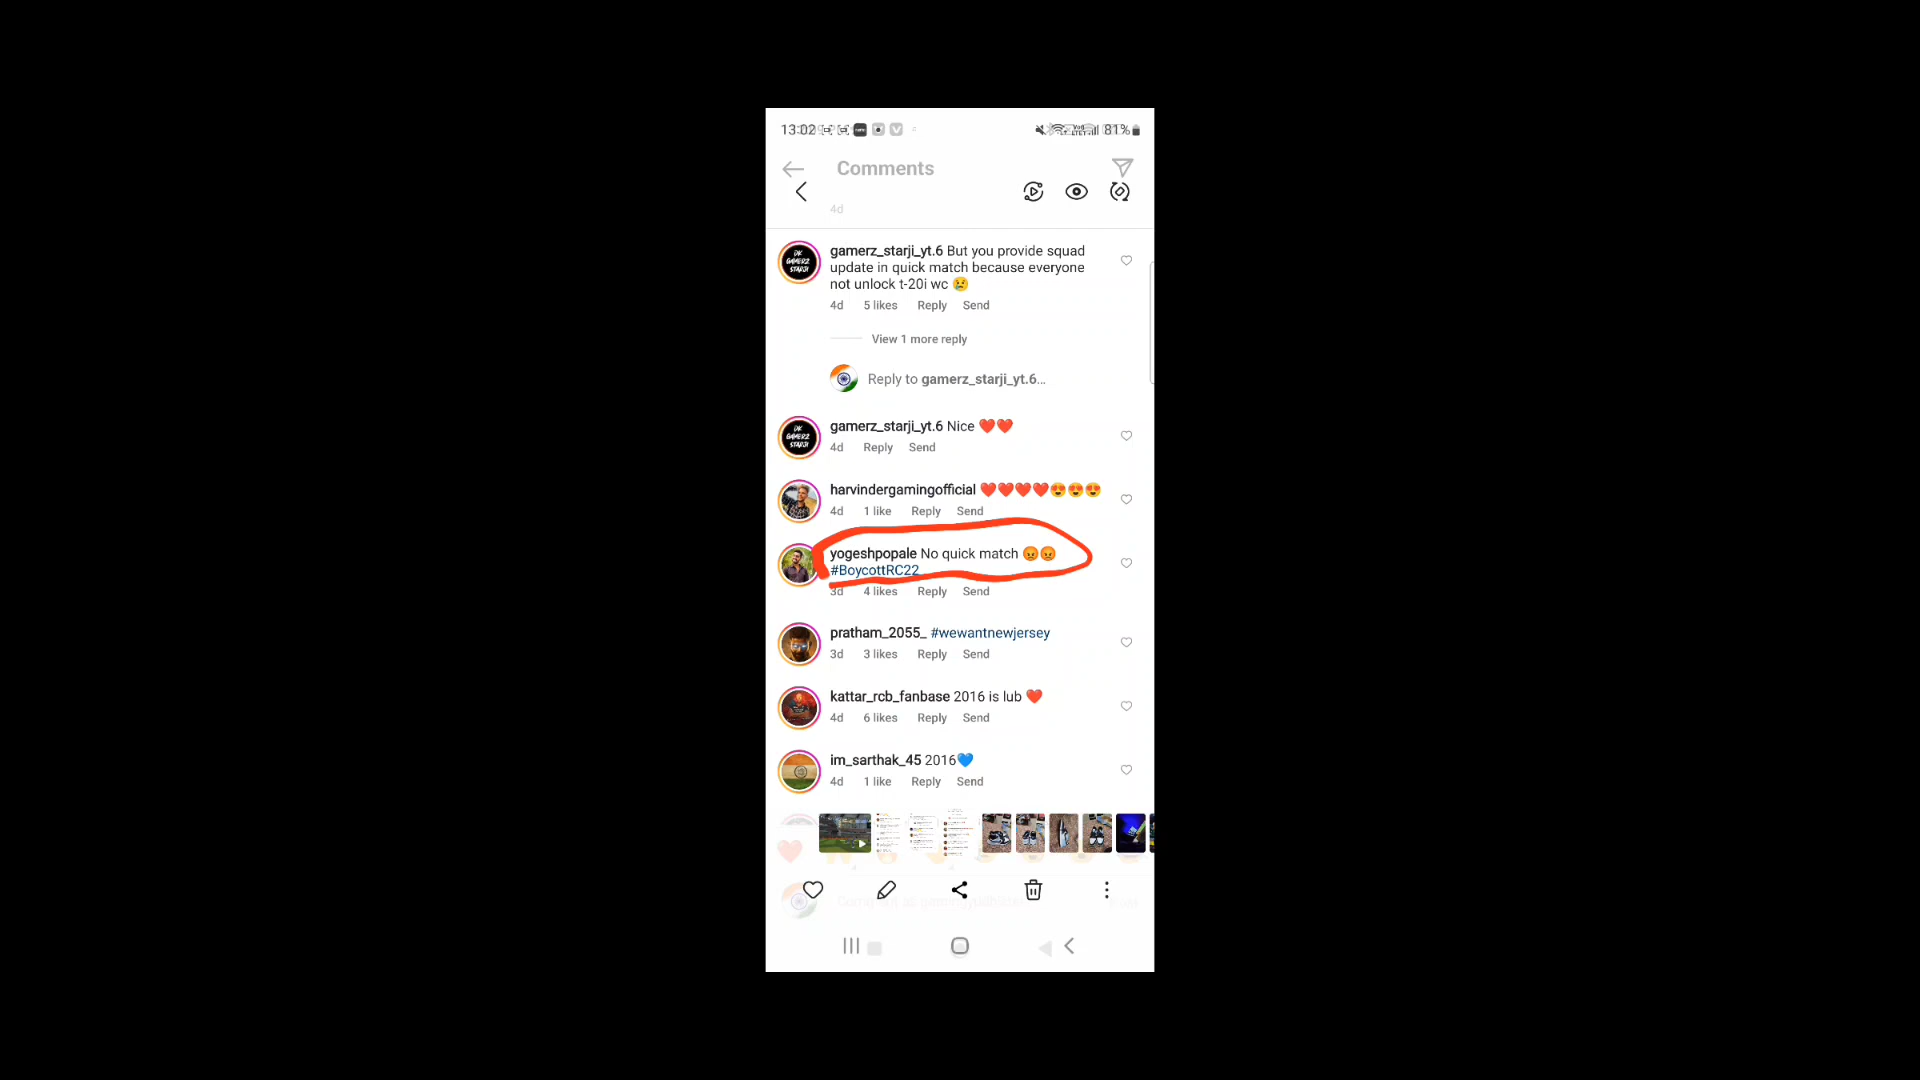 13:02
81%
Comments
4d
gamerz_starji_yt.6 But you provide squad
update in quick match because everyone
not unlock t-20i wc 😢
4d 5 likes Reply Send
View 1 more reply
Reply to gamerz_starji_yt.6...
gamerz_starji_yt.6 Nice ❤️❤️
4d Reply Send
harvindergamingofficial ❤️❤️❤️❤️😍😍😍
4d 1 like Reply Send
yogeshpopale No quick match 😡😡
#BoycottRC22
3d 4 likes Reply Send
pratham_2055_ #wewantnewjersey
3d 3 likes Reply Send
kattar_rcb_fanbase 2016 is lub ❤️
4d 6 likes Reply Send
im_sarthak_45 2016💙
4d 1 like Reply Send